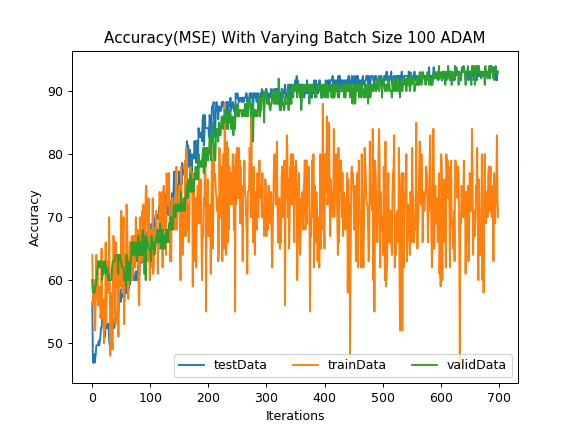 Accuracy(MSE) With Varying Batch Size 100 ADAM
90
80
70
60
50
Accuracy
testData trainData validData
0 100 200 300 400 500 600 700
Iterations